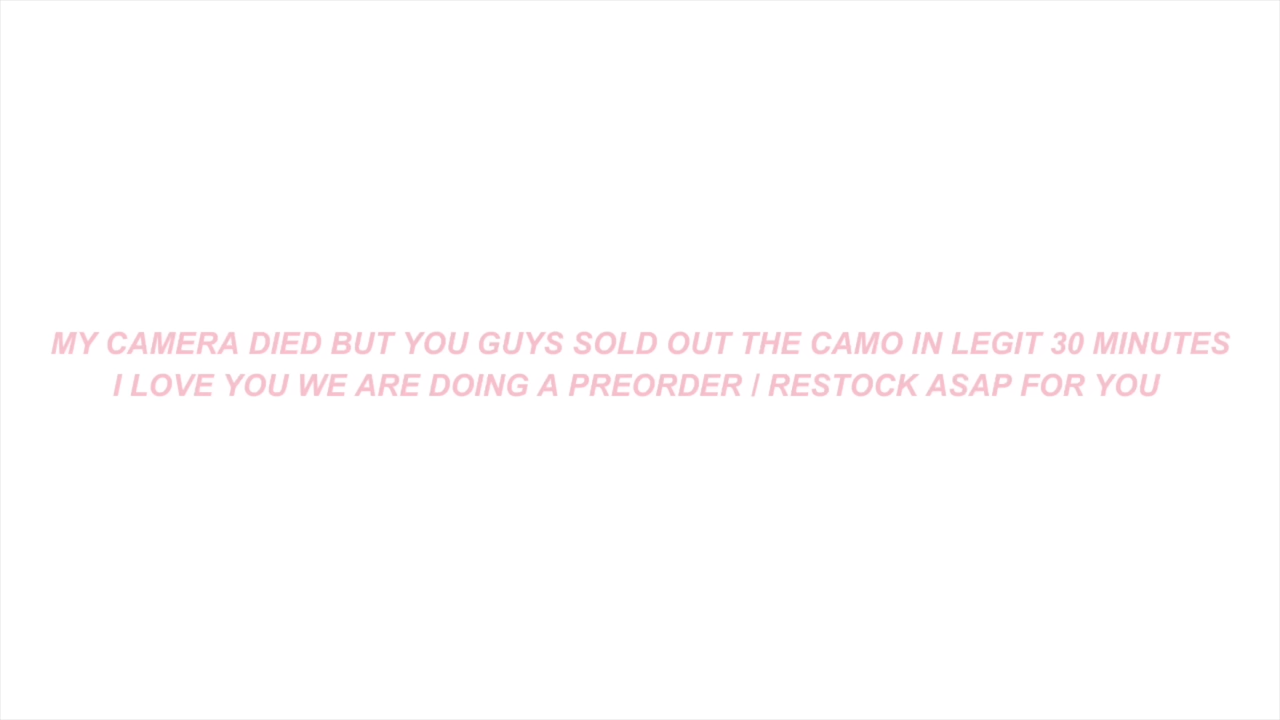 MY CAMERA DIED BUT YOU GUYS SOLD OUT THE CAMO IN LEGIT 30 MINUTES
I LOVE YOU WE ARE DOING A PREORDER / RESTOCK ASAP FOR YOU